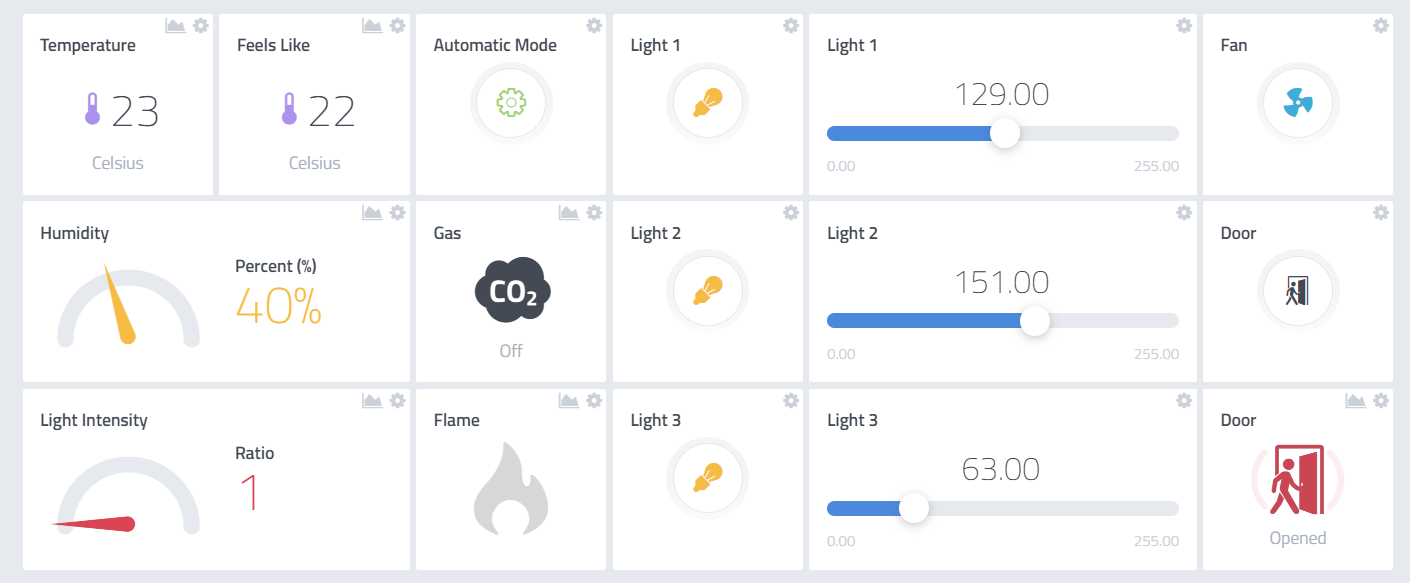 Temperature
23
Celsius
Feels Like
22
Celsius
Automatic Mode
Light 1
Light 1
129.00
0.00 255.00
Fan
Humidity
Percent (%)
40%
Gas
CO2
Off
Light 2
Light 2
151.00
0.00 255.00
Door
Light Intensity
Ratio
1
Flame
Light 3
Light 3
63.00
0.00 255.00
Door
Opened